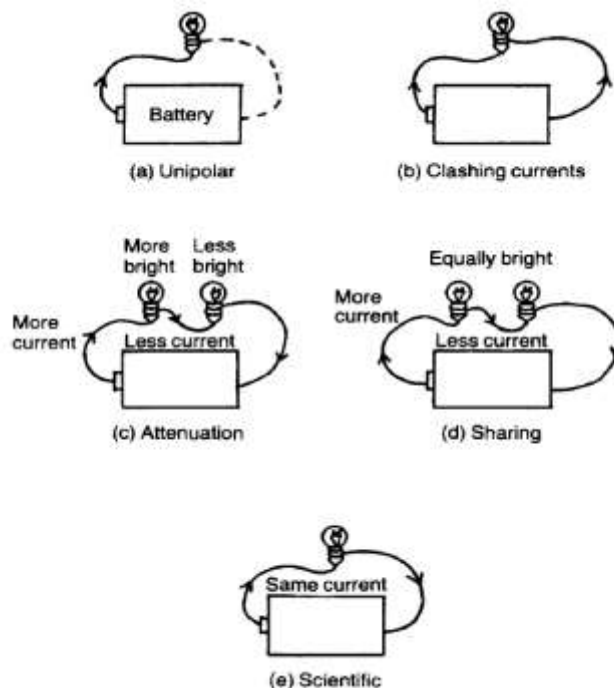 Battery
(a) Unipolar
(b) Clashing currents
More
bright
Less
bright
More
current
Less current
(c) Attenuation
Equally bright
More
current
Less current
(d) Sharing
Same current
(e) Scientific